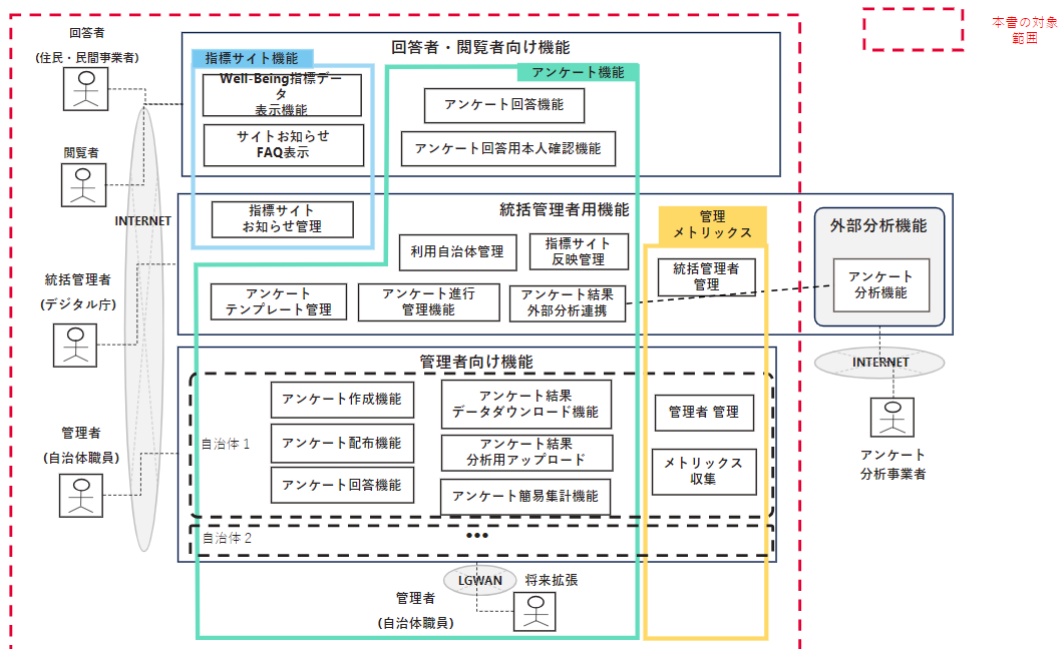 本書の対象
範囲
回答者
(住民・民間事業者)
閲覧者
INTERNET
統括管理者
(デジタル庁)
管理者
(自治体職員)
回答者・閲覧者向け機能
指標サイト機能
Well-Being指標デー
タ
表示機能
サイトお知らせ
FAQ表示
アンケート機能
アンケート回答機能
アンケート回答用本人確認機能
統括管理者用機能
指標サイト
お知らせ管理
利用自治体管理
指標サイト
反映管理
アンケート
テンプレート管理
アンケート進行
管理機能
アンケート結果
外部分析連携
管理
メトリックス
統括管理者
管理
外部分析機能
アンケート
分析機能
INTERNET
アンケート
分析事業者
管理者向け機能
自治体1
アンケート作成機能
アンケート配布機能
アンケート回答機能
アンケート結果
データダウンロード機能
アンケート結果
分析用アップロード
アンケート簡易集計機能
管理者 管理
メトリックス
収集
自治体2
•••
LGWAN
将来拡張
管理者
(自治体職員)